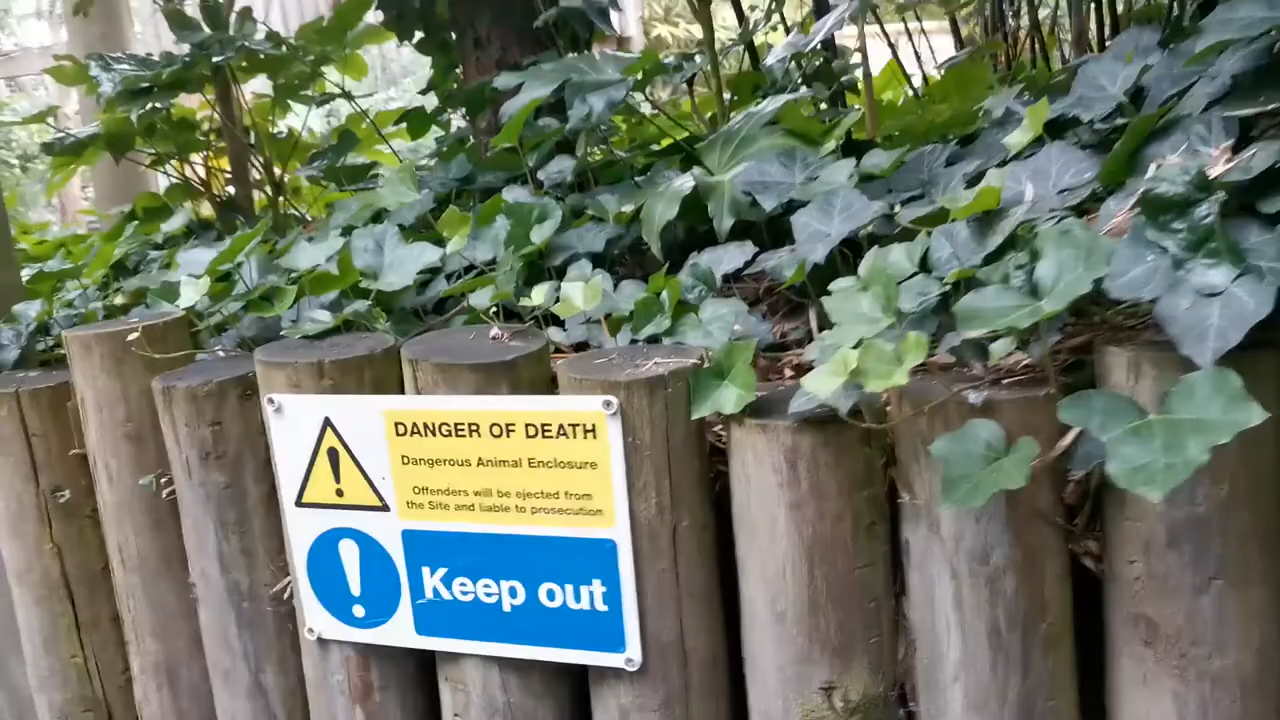 DANGER OF DEATH
Dangerous Animal Enclosure
Offenders will be ejected from
the Site and liable to prosecution
Keep out